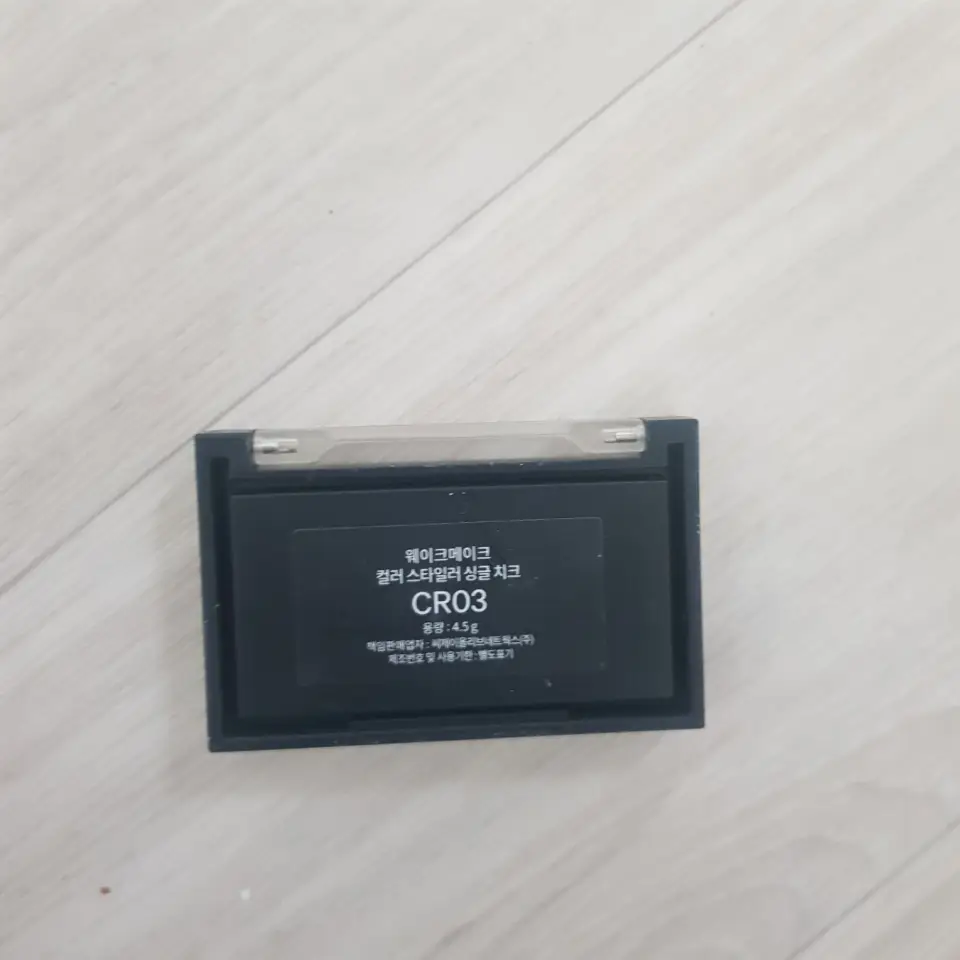 웨이크메이크
컬러 스타일러 싱글 치크
CR03
용량 : 4.5 g
책임판매업자 : 씨제이올리브네트웍스(주)
제조번호 및 사용기한 : 별도표기